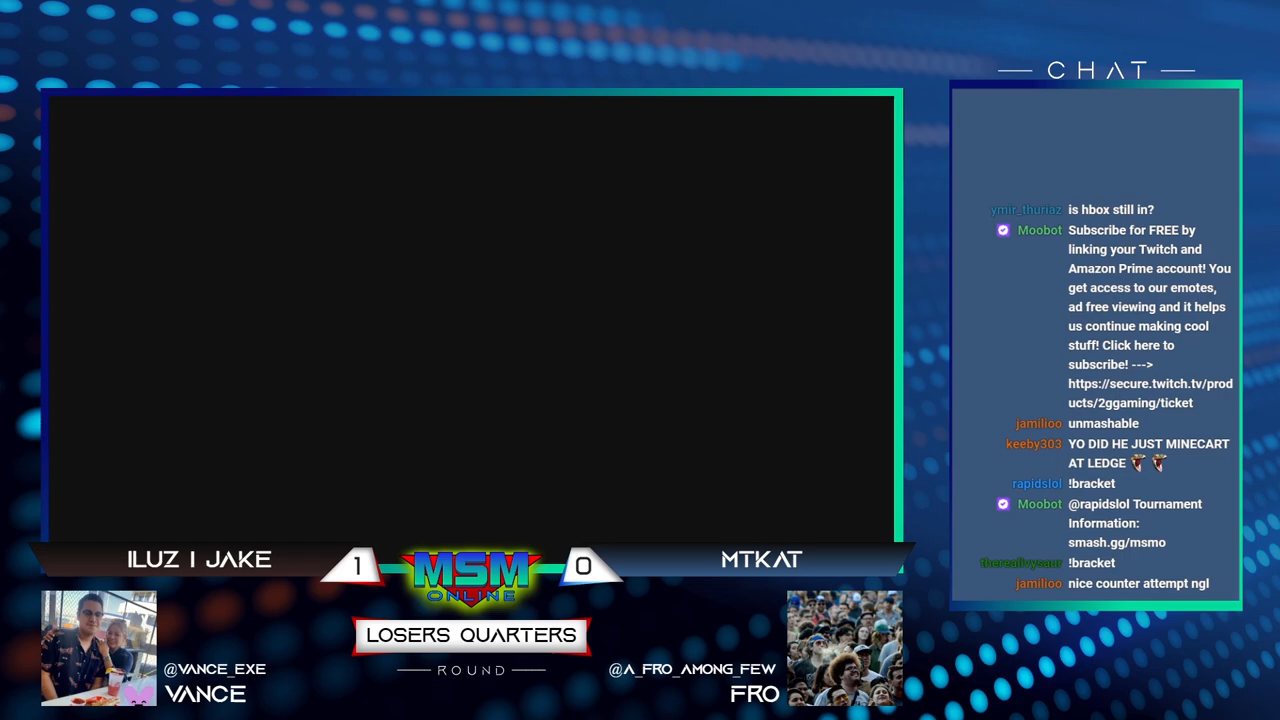 CHAT
ymir_thuriaz is hbox still in?
Moobot Subscribe for FREE by
linking your Twitch and
Amazon Prime account! You
get access to our emotes,
ad free viewing and it helps
us continue making cool
stuff! Click here to
subscribe! --->
https://secure.twitch.tv/prod
ucts/2ggaming/ticket
jamilioo unmashable
keeby303 YO DID HE JUST MINECART
AT LEDGE
rapidslol !bracket
Moobot @rapidslol Tournament
Information:
smash.gg/msmo
therealivysaur !bracket
jamilioo nice counter attempt ngl
ILUZ | JAKE 1 MSM 0 MTKAT
ONLINE
LOSERS QUARTERS
ROUND
@VANCE_EXE
VANCE
@A_FRO_AMONG_FEW
FRO